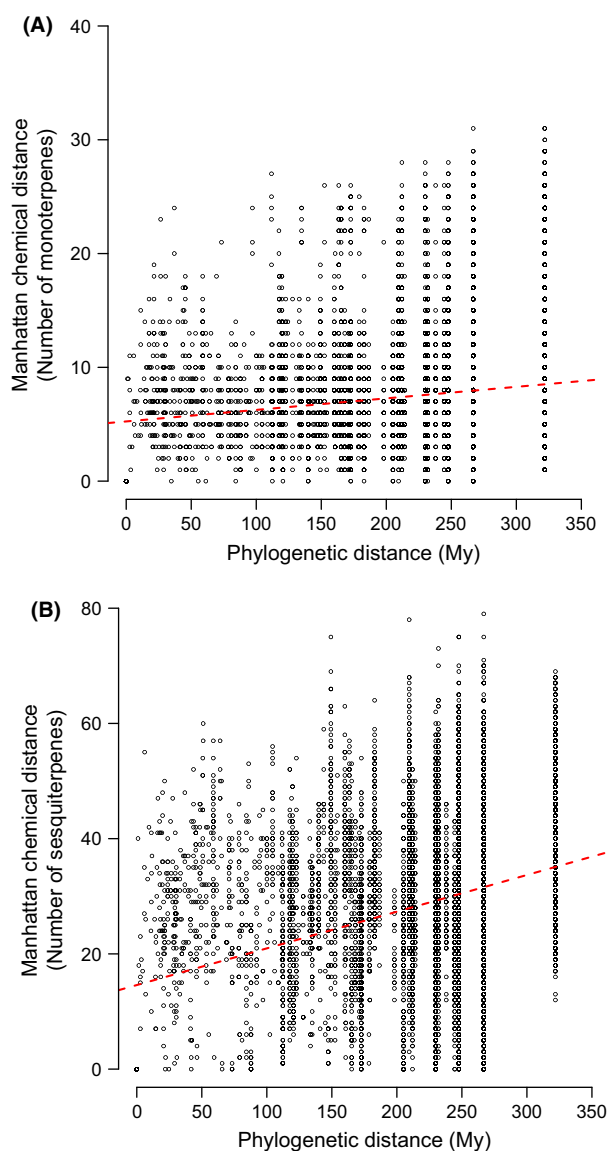 (A)
Manhattan chemical distance
(Number of monoterpenes)
40
30
20
10
0
0 50 100 150 200 250 300 350
Phylogenetic distance (My)
(B)
Manhattan chemical distance
(Number of sesquiterpenes)
80
60
40
20
0
0 50 100 150 200 250 300 350
Phylogenetic distance (My)